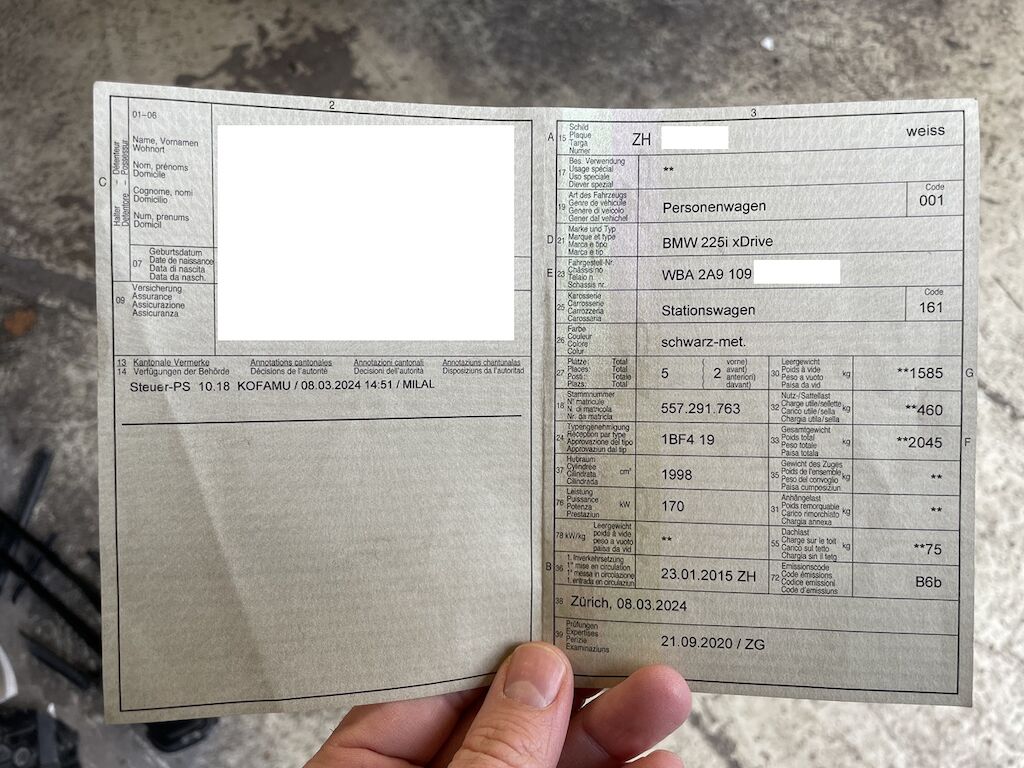 2
01–06
Name, Vornamen
Wohnort
Nom, prénoms
Domicile
Cognome, nomi
Domicilio
Num, prenums
Domicil
C
Halter Détenteur
Detentore Possessur
07
Geburtsdatum
Date de naissance
Data di nascita
Data da nasch.
09
Versicherung
Assurance
Assicurazione
Assicuranza
13 Kantonale Vermerke Annotations cantonales Annotazioni cantonali Annotaziuns chantunalas
14 Verfügungen der Behörde Décisions de l'autorité Decisioni dell'autorità Disposiziuns da l'autoritad
Steuer-PS 10.18 KOFAMU / 08.03.2024 14:51 / MILAL
3
A 15
Schild
Plaque
Targa
Numer
ZH
weiss
17
Bes. Verwendung
Usage spécial
Uso speciale
Diever spezial
**
19
Art des Fahrzeugs
Genre de véhicule
Genere di veicolo
Gener dal vehichel
Personenwagen
Code
001
D 21
Marke und Typ
Marque et type
Marca e tipo
Marca e tip
BMW 225i xDrive
E 23
Fahrgestell-Nr.
Châssis no
Telaio n.
Schassis nr.
WBA 2A9 109
25
Karosserie
Carrosserie
Carrozzeria
Carossaria
Stationswagen
Code
161
26
Farbe
Couleur
Colore
Colur
schwarz-met.
27
Plätze: Total
Places: Total
Posti: Totale
Plazs: Total
5
2
vorne)
avant)
anteriori)
davant)
30
Leergewicht
Poids à vide
Peso a vuoto
Paisa da vid
kg
**1585
G
18
Stammnummer
N° matricule
N. di matricola
Nr. da matricla
557.291.763
32
Nutz-/Sattellast
Charge utile/sellette
Carico utile/sella
Chargia utila/sella
kg
**460
24
Typengenehmigung
Réception par type
Approvazione del tipo
Approvaziun dal tip
1BF4 19
33
Gesamtgewicht
Poids total
Peso totale
Paisa totala
kg
**2045
F
37
Hubraum
Cylindrée
Cilindrata
Cilindrada
cm³
1998
35
Gewicht des Zuges
Poids de l'ensemble
Peso del convoglio
Paisa cumposiziun
kg
**
76
Leistung
Puissance
Potenza
Prestaziun
kW
170
31
Anhängelast
Poids remorquable
Carico rimorchiato
Chargia annexa
kg
**
78 kW/kg
Leergewicht
poids à vide
peso a vuoto
paisa da vid
**
55
Dachlast
Charge sur le toit
Carico sul tetto
Chargia sin il tetg
kg
**75
B 36
1. Inverkehrsetzung
1re mise en circulation
1a messa in circolazione
1. entrada en circulaziun
23.01.2015 ZH
72
Emissionscode
Code émissions
Codice emissioni
Code d'emissiuns
B6b
38
Zürich, 08.03.2024
39
Prüfungen
Expertises
Perizie
Examinaziuns
21.09.2020 / ZG